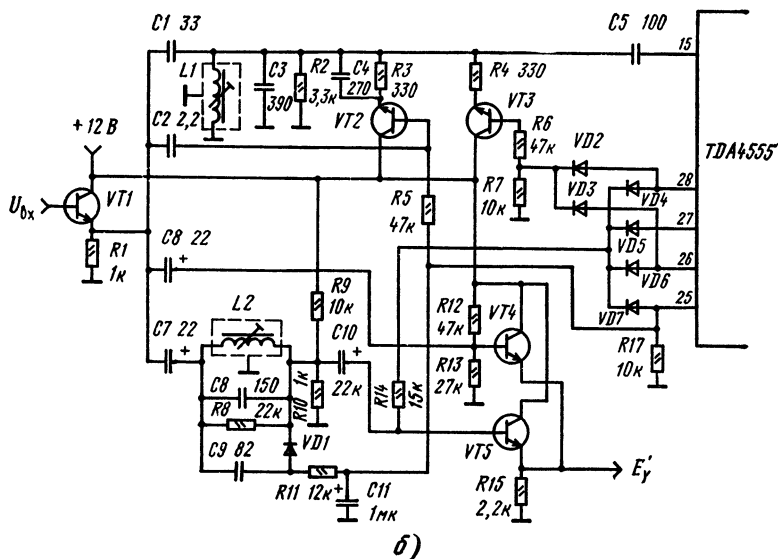 C1 33
C5 100
15
L1
C3
390
R2
3,3к
C4
270
R3
330
R4 330
VT2
VT3
C2 2,2
+12 В
R6
47к
VD2
TDA4555
28
Uвх
VT1
R5
47к
R7
10к
VD3
VD4
27
VD5
R1
1к
C8 22
+
26
VD6
L2
R9
10к
R12
47к
VT4
25
VD7
C7 22
+
C10
+
22к
C8
150
R8
22к
1к
R10
R14
15к
R13
27к
R17
10к
C9 82
VD1
VT5
R11 12к
+
C11
1мк
R15
2,2к
E'y
б)